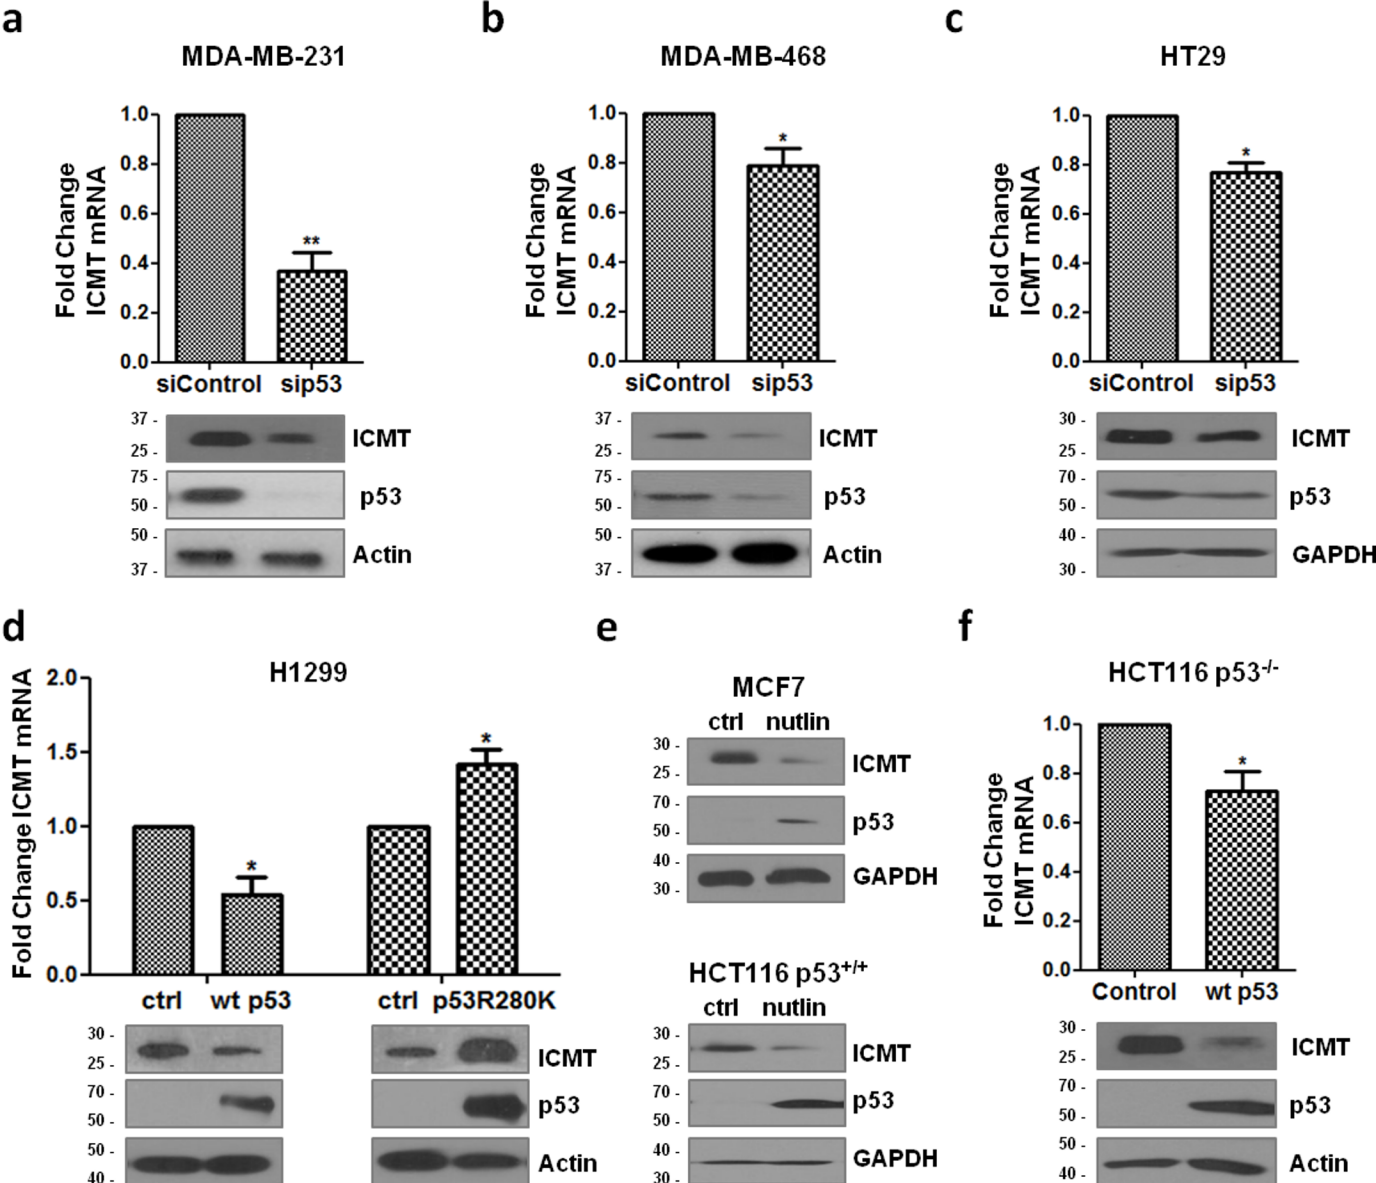 a
MDA-MB-231
Fold Change
ICMT mRNA
1.0
0.8
0.6
0.4
0.2
0.0
**
siControl sip53
37 -
25 -
ICMT
75 -
50 -
p53
50 -
37 -
Actin
b
MDA-MB-468
Fold Change
ICMT mRNA
1.0
0.8
0.6
0.4
0.2
0.0
*
siControl sip53
37 -
25 -
ICMT
75 -
50 -
p53
50 -
37 -
Actin
c
HT29
Fold Change
ICMT mRNA
1.0
0.8
0.6
0.4
0.2
0.0
*
siControl sip53
30 -
25 -
ICMT
70 -
50 -
p53
40 -
30 -
GAPDH
d
H1299
Fold Change ICMT mRNA
2.0
1.5
1.0
0.5
0.0
*
*
ctrl wt p53 ctrl p53R280K
30 -
25 -
30 -
25 -
ICMT
70 -
50 -
70 -
50 -
p53
50 -
40 -
50 -
40 -
Actin
e
MCF7
ctrl nutlin
30 -
25 -
ICMT
70 -
50 -
p53
40 -
30 -
GAPDH
HCT116 p53+/+
ctrl nutlin
30 -
25 -
ICMT
70 -
50 -
p53
40 -
30 -
GAPDH
f
HCT116 p53-/-
Fold Change
ICMT mRNA
1.0
0.8
0.6
0.4
0.2
0.0
*
Control wt p53
30 -
25 -
ICMT
70 -
50 -
p53
50 -
40 -
Actin